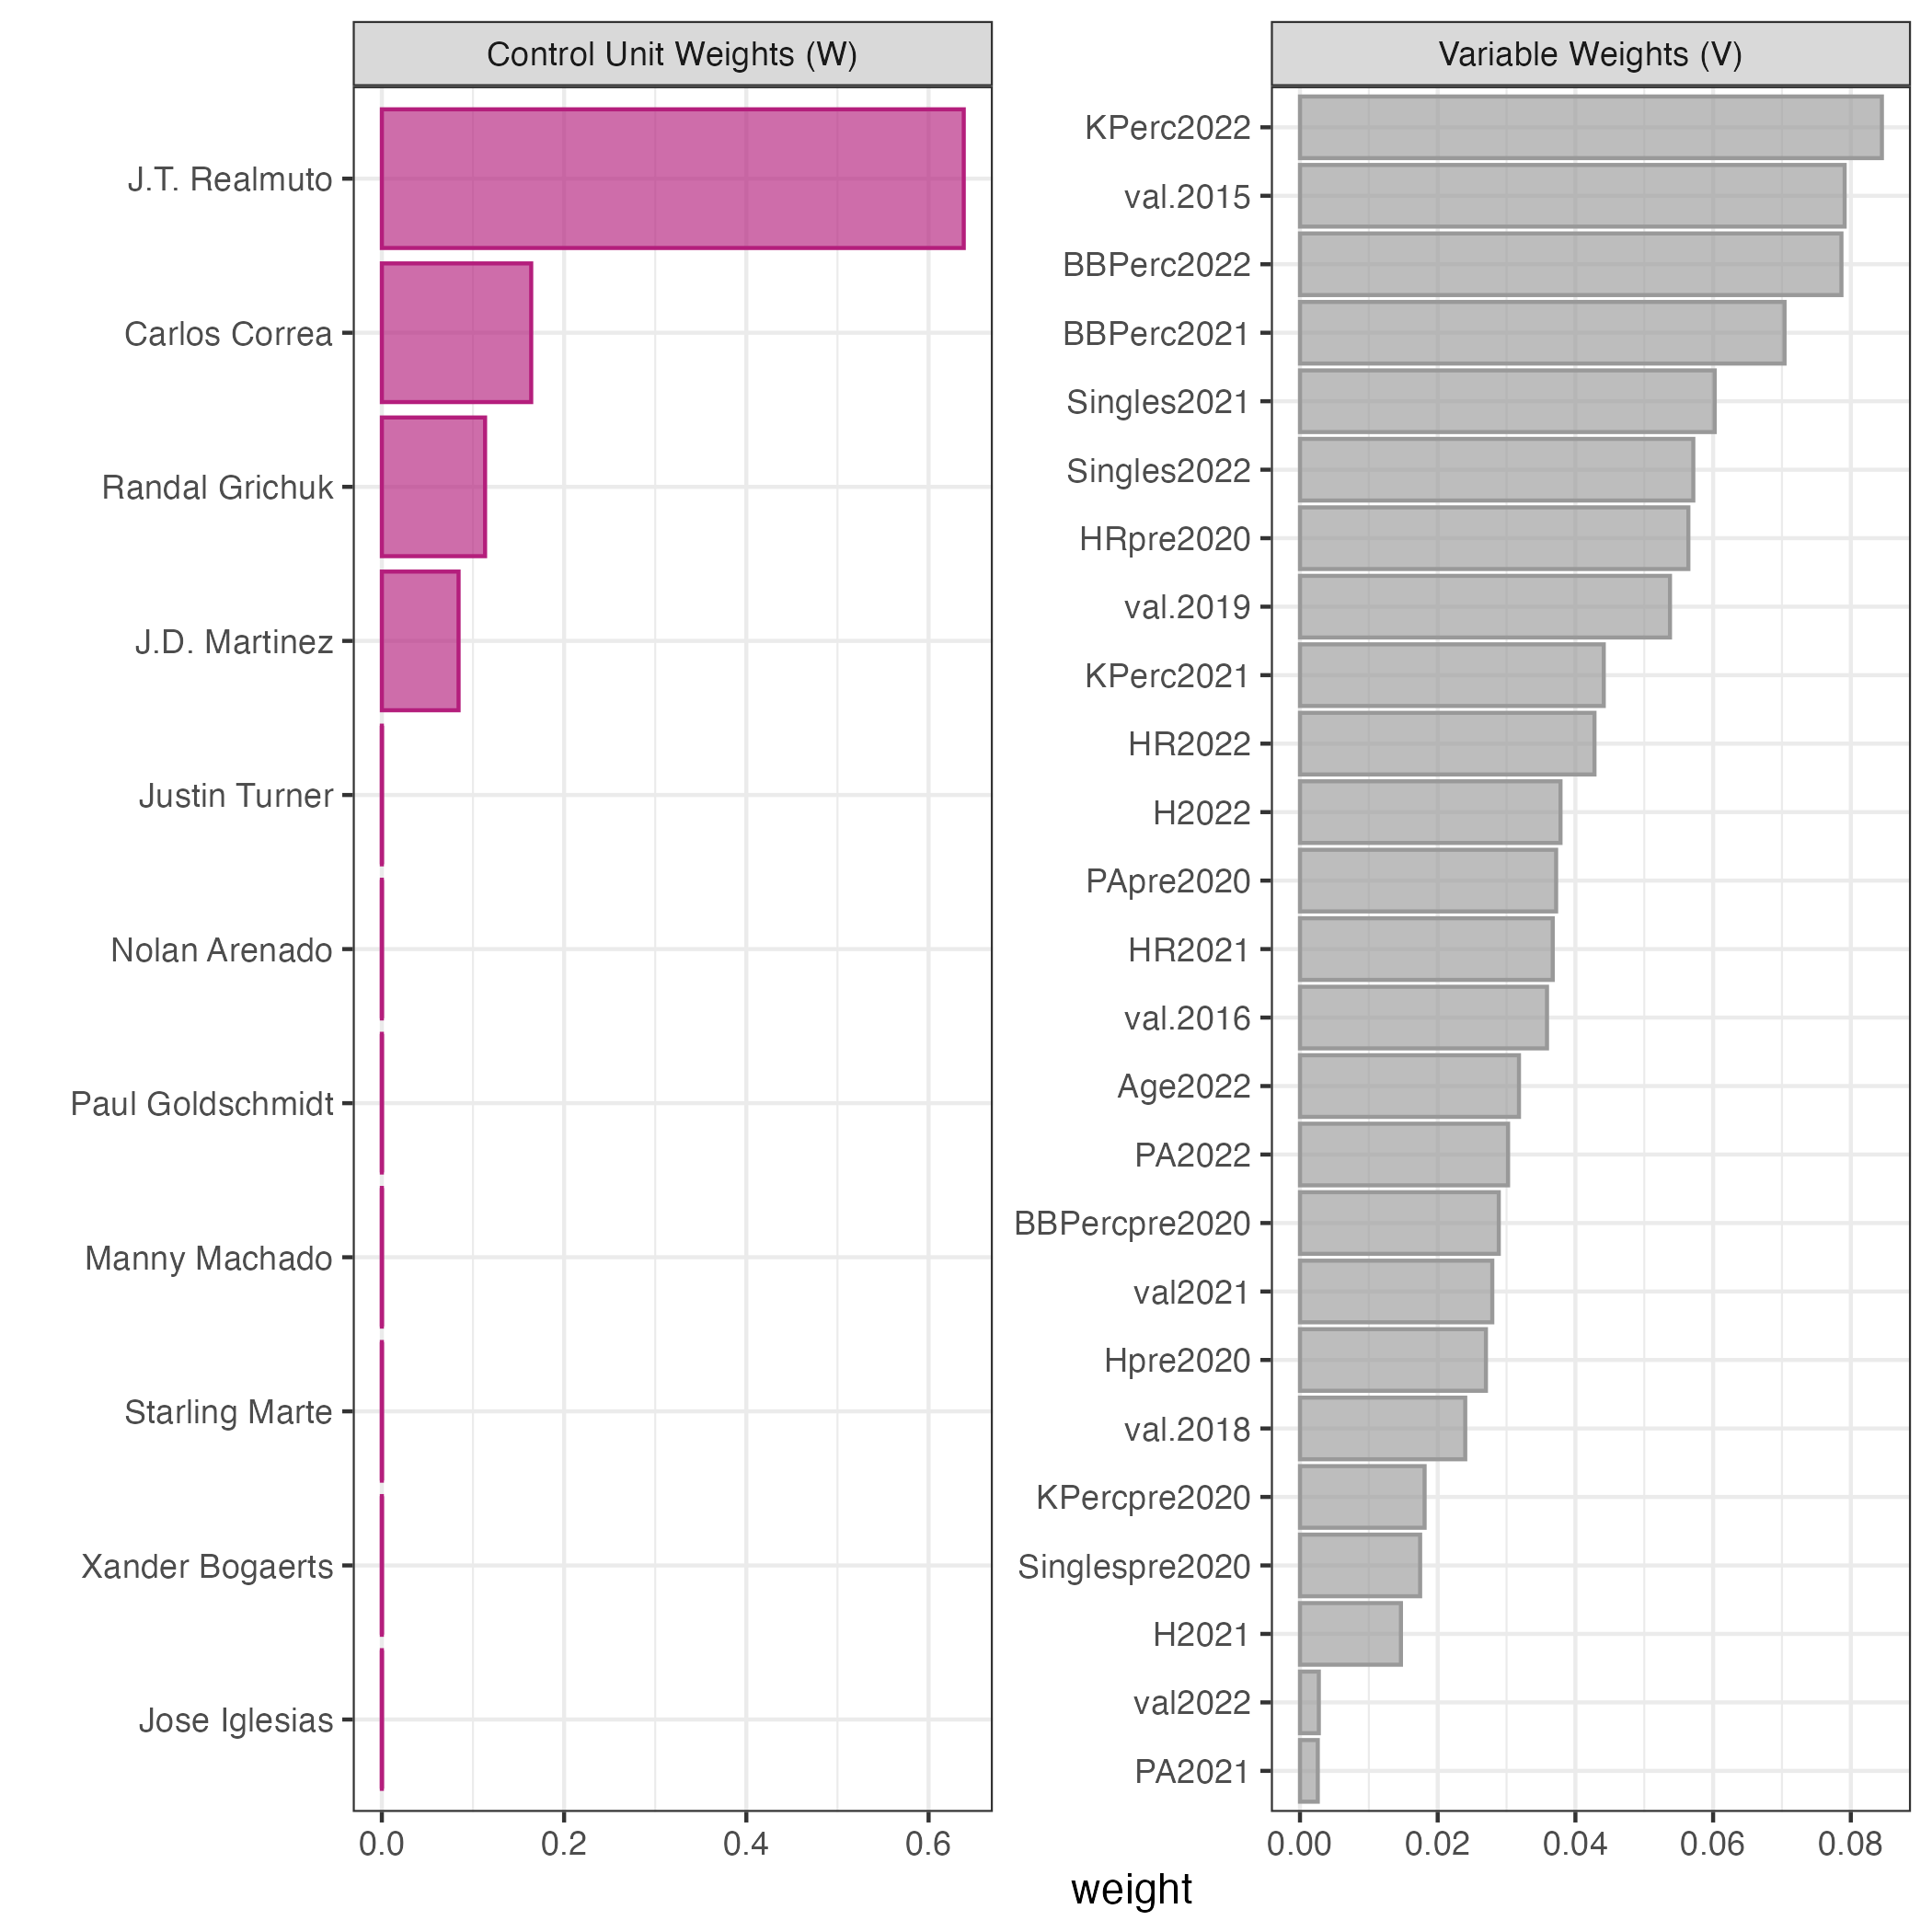 Control Unit Weights (W)
J.T. Realmuto
Carlos Correa
Randal Grichuk
J.D. Martinez
Justin Turner
Nolan Arenado
Paul Goldschmidt
Manny Machado
Starling Marte
Xander Bogaerts
Jose Iglesias
0.0 0.2 0.4 0.6
Variable Weights (V)
KPerc2022
val.2015
BBPerc2022
BBPerc2021
Singles2021
Singles2022
HRpre2020
val.2019
KPerc2021
HR2022
H2022
PApre2020
HR2021
val.2016
Age2022
PA2022
BBPercpre2020
val2021
Hpre2020
val.2018
KPercpre2020
Singlespre2020
H2021
val2022
PA2021
0.00 0.02 0.04 0.06 0.08
weight